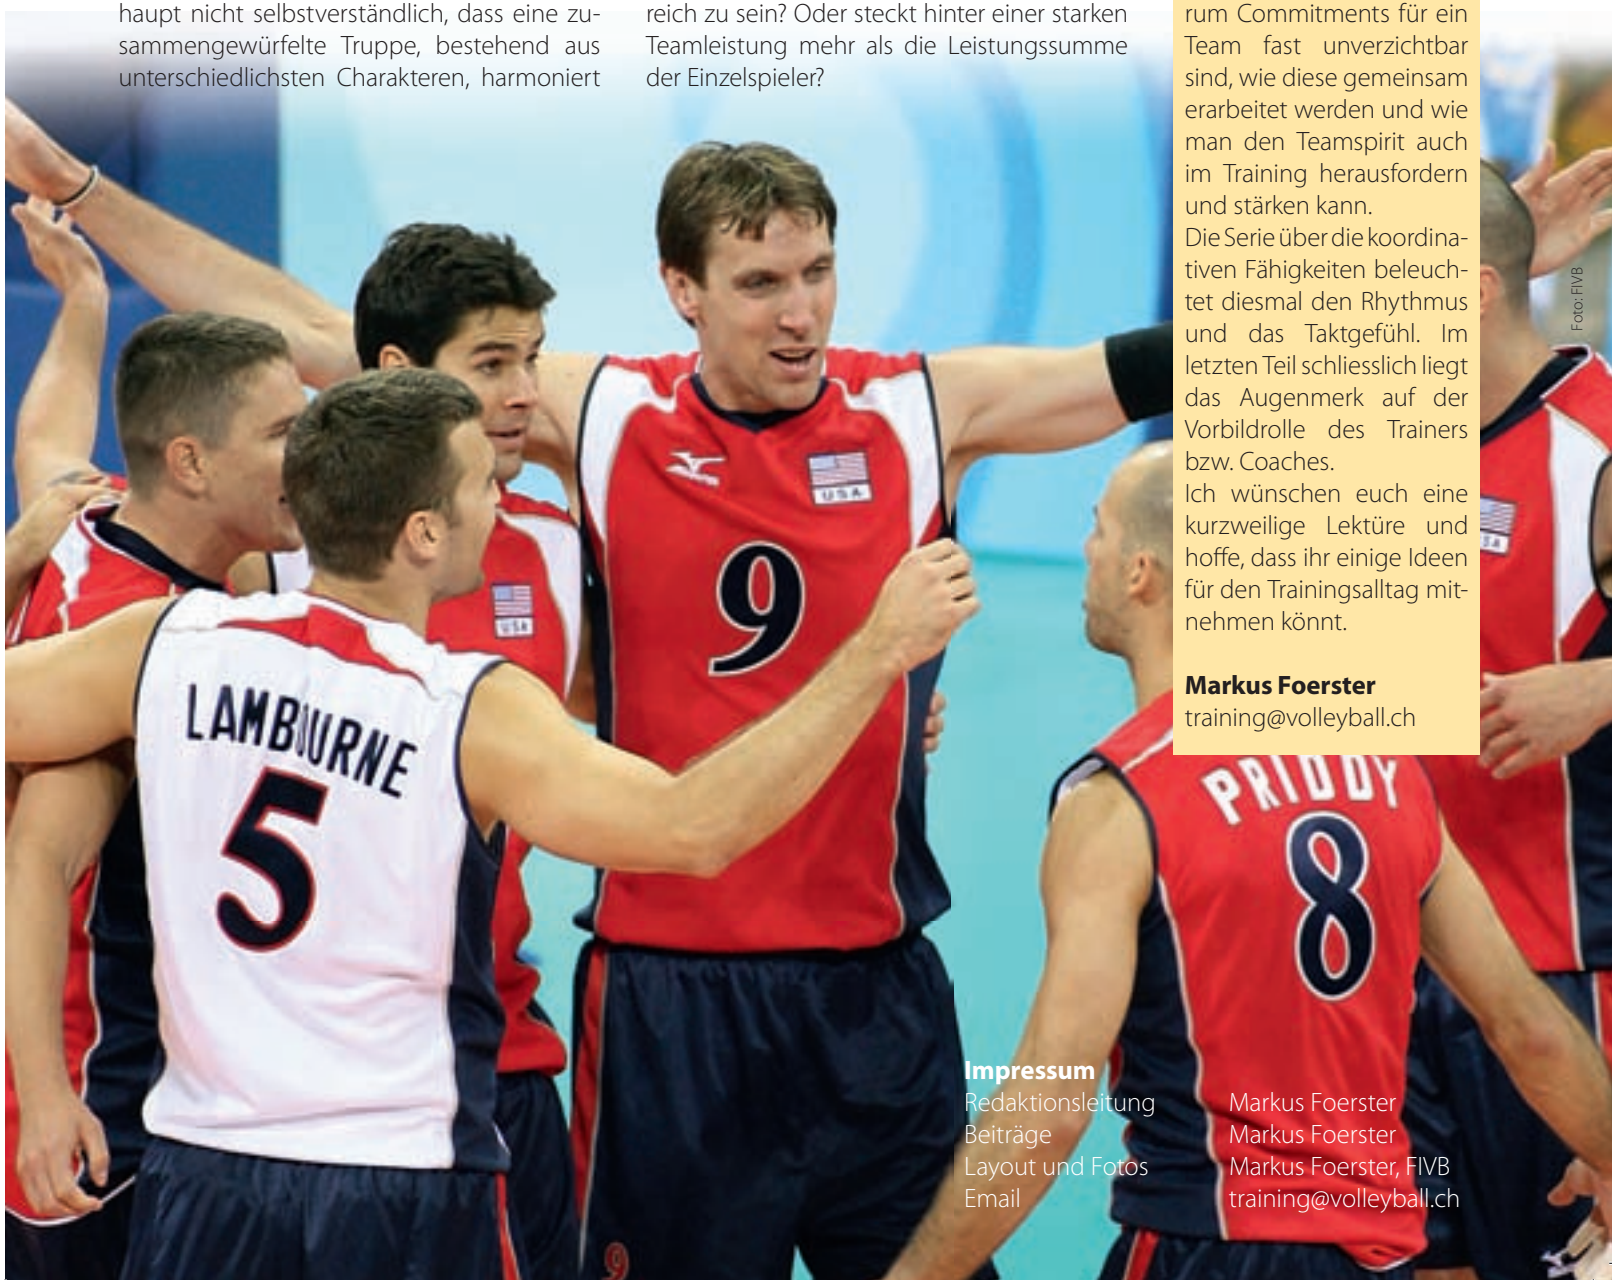 haupt nicht selbstverständlich, dass eine zu-
sammengewürfelte Truppe, bestehend aus
unterschiedlichsten Charakteren, harmoniert
reich zu sein? Oder steckt hinter einer starken
Teamleistung mehr als die Leistungssumme
der Einzelspieler?
rum Commitments für ein
Team fast unverzichtbar
sind, wie diese gemeinsam
erarbeitet werden und wie
man den Teamspirit auch
im Training herausfordern
und stärken kann.
Die Serie über die koordina-
tiven Fähigkeiten beleuch-
tet diesmal den Rhythmus
und das Taktgefühl. Im
letzten Teil schliesslich liegt
das Augenmerk auf der
Vorbildrolle des Trainers
bzw. Coaches.
Ich wünschen euch eine
kurzweilige Lektüre und
hoffe, dass ihr einige Ideen
für den Trainingsalltag mit-
nehmen könnt.
Markus Foerster
training@volleyball.ch
Foto: FIVB
USA
9
USA
SA
LAMBOURNE
5
PRIDDY
8
9
Impressum
Redaktionsleitung Markus Foerster
Beiträge Markus Foerster
Layout und Fotos Markus Foerster, FIVB
Email training@volleyball.ch